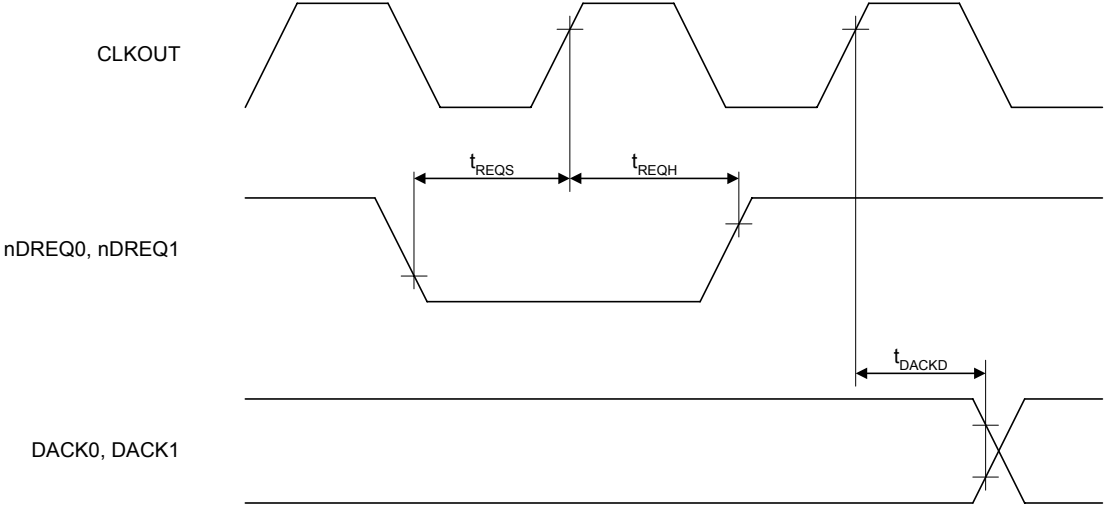 CLKOUT
tREQS tREQH
nDREQ0, nDREQ1
tDACKD
DACK0, DACK1